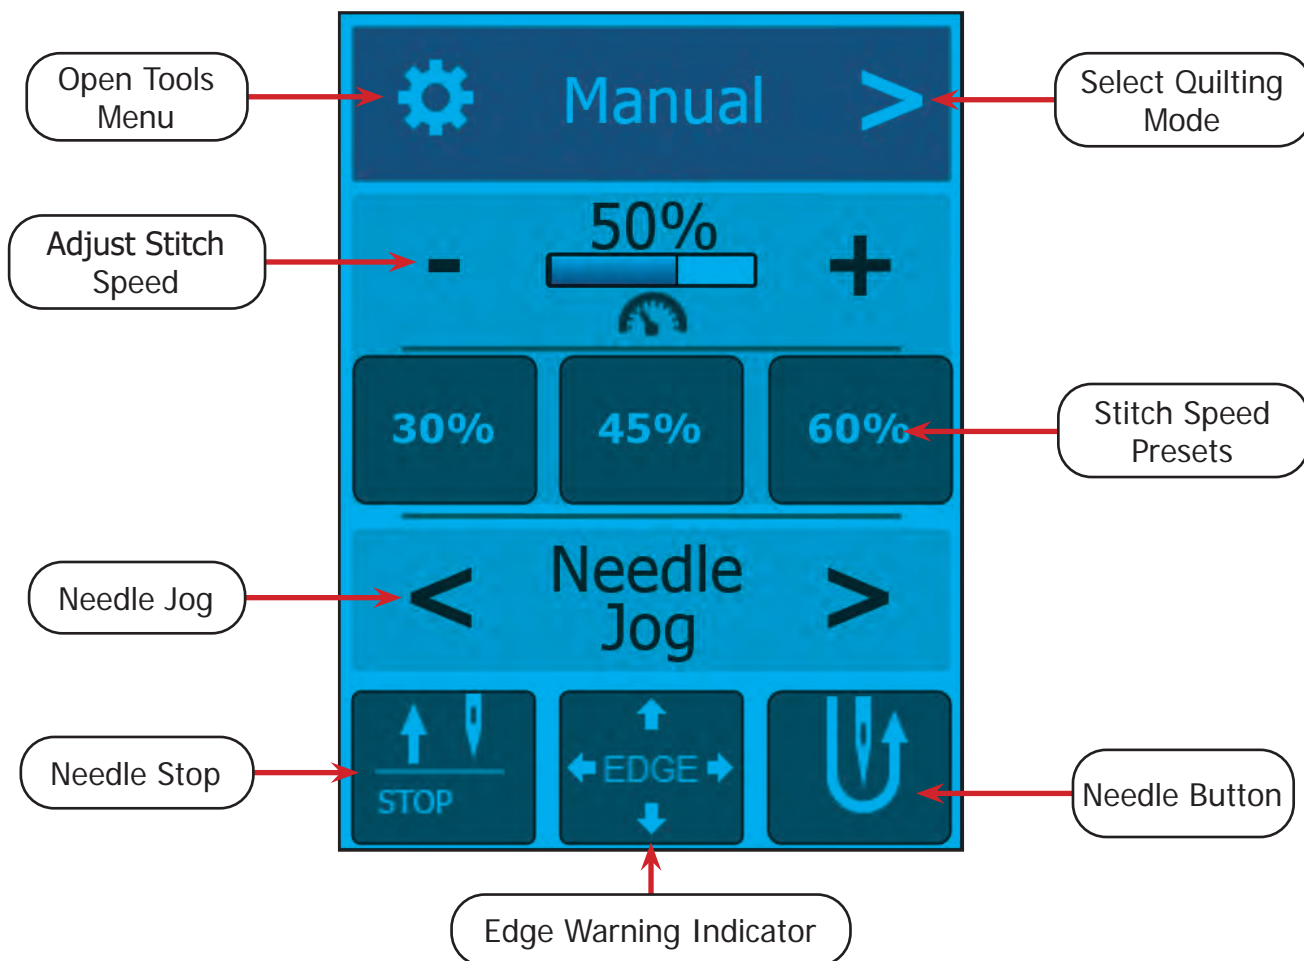 Open Tools
Menu
Manual
>
Select Quilting
Mode
Adjust Stitch
Speed
-
50%
+
30%
45%
60%
Stitch Speed
Presets
Needle Jog
<
Needle
Jog
>
Needle Stop
STOP
EDGE
Needle Button
Edge Warning Indicator